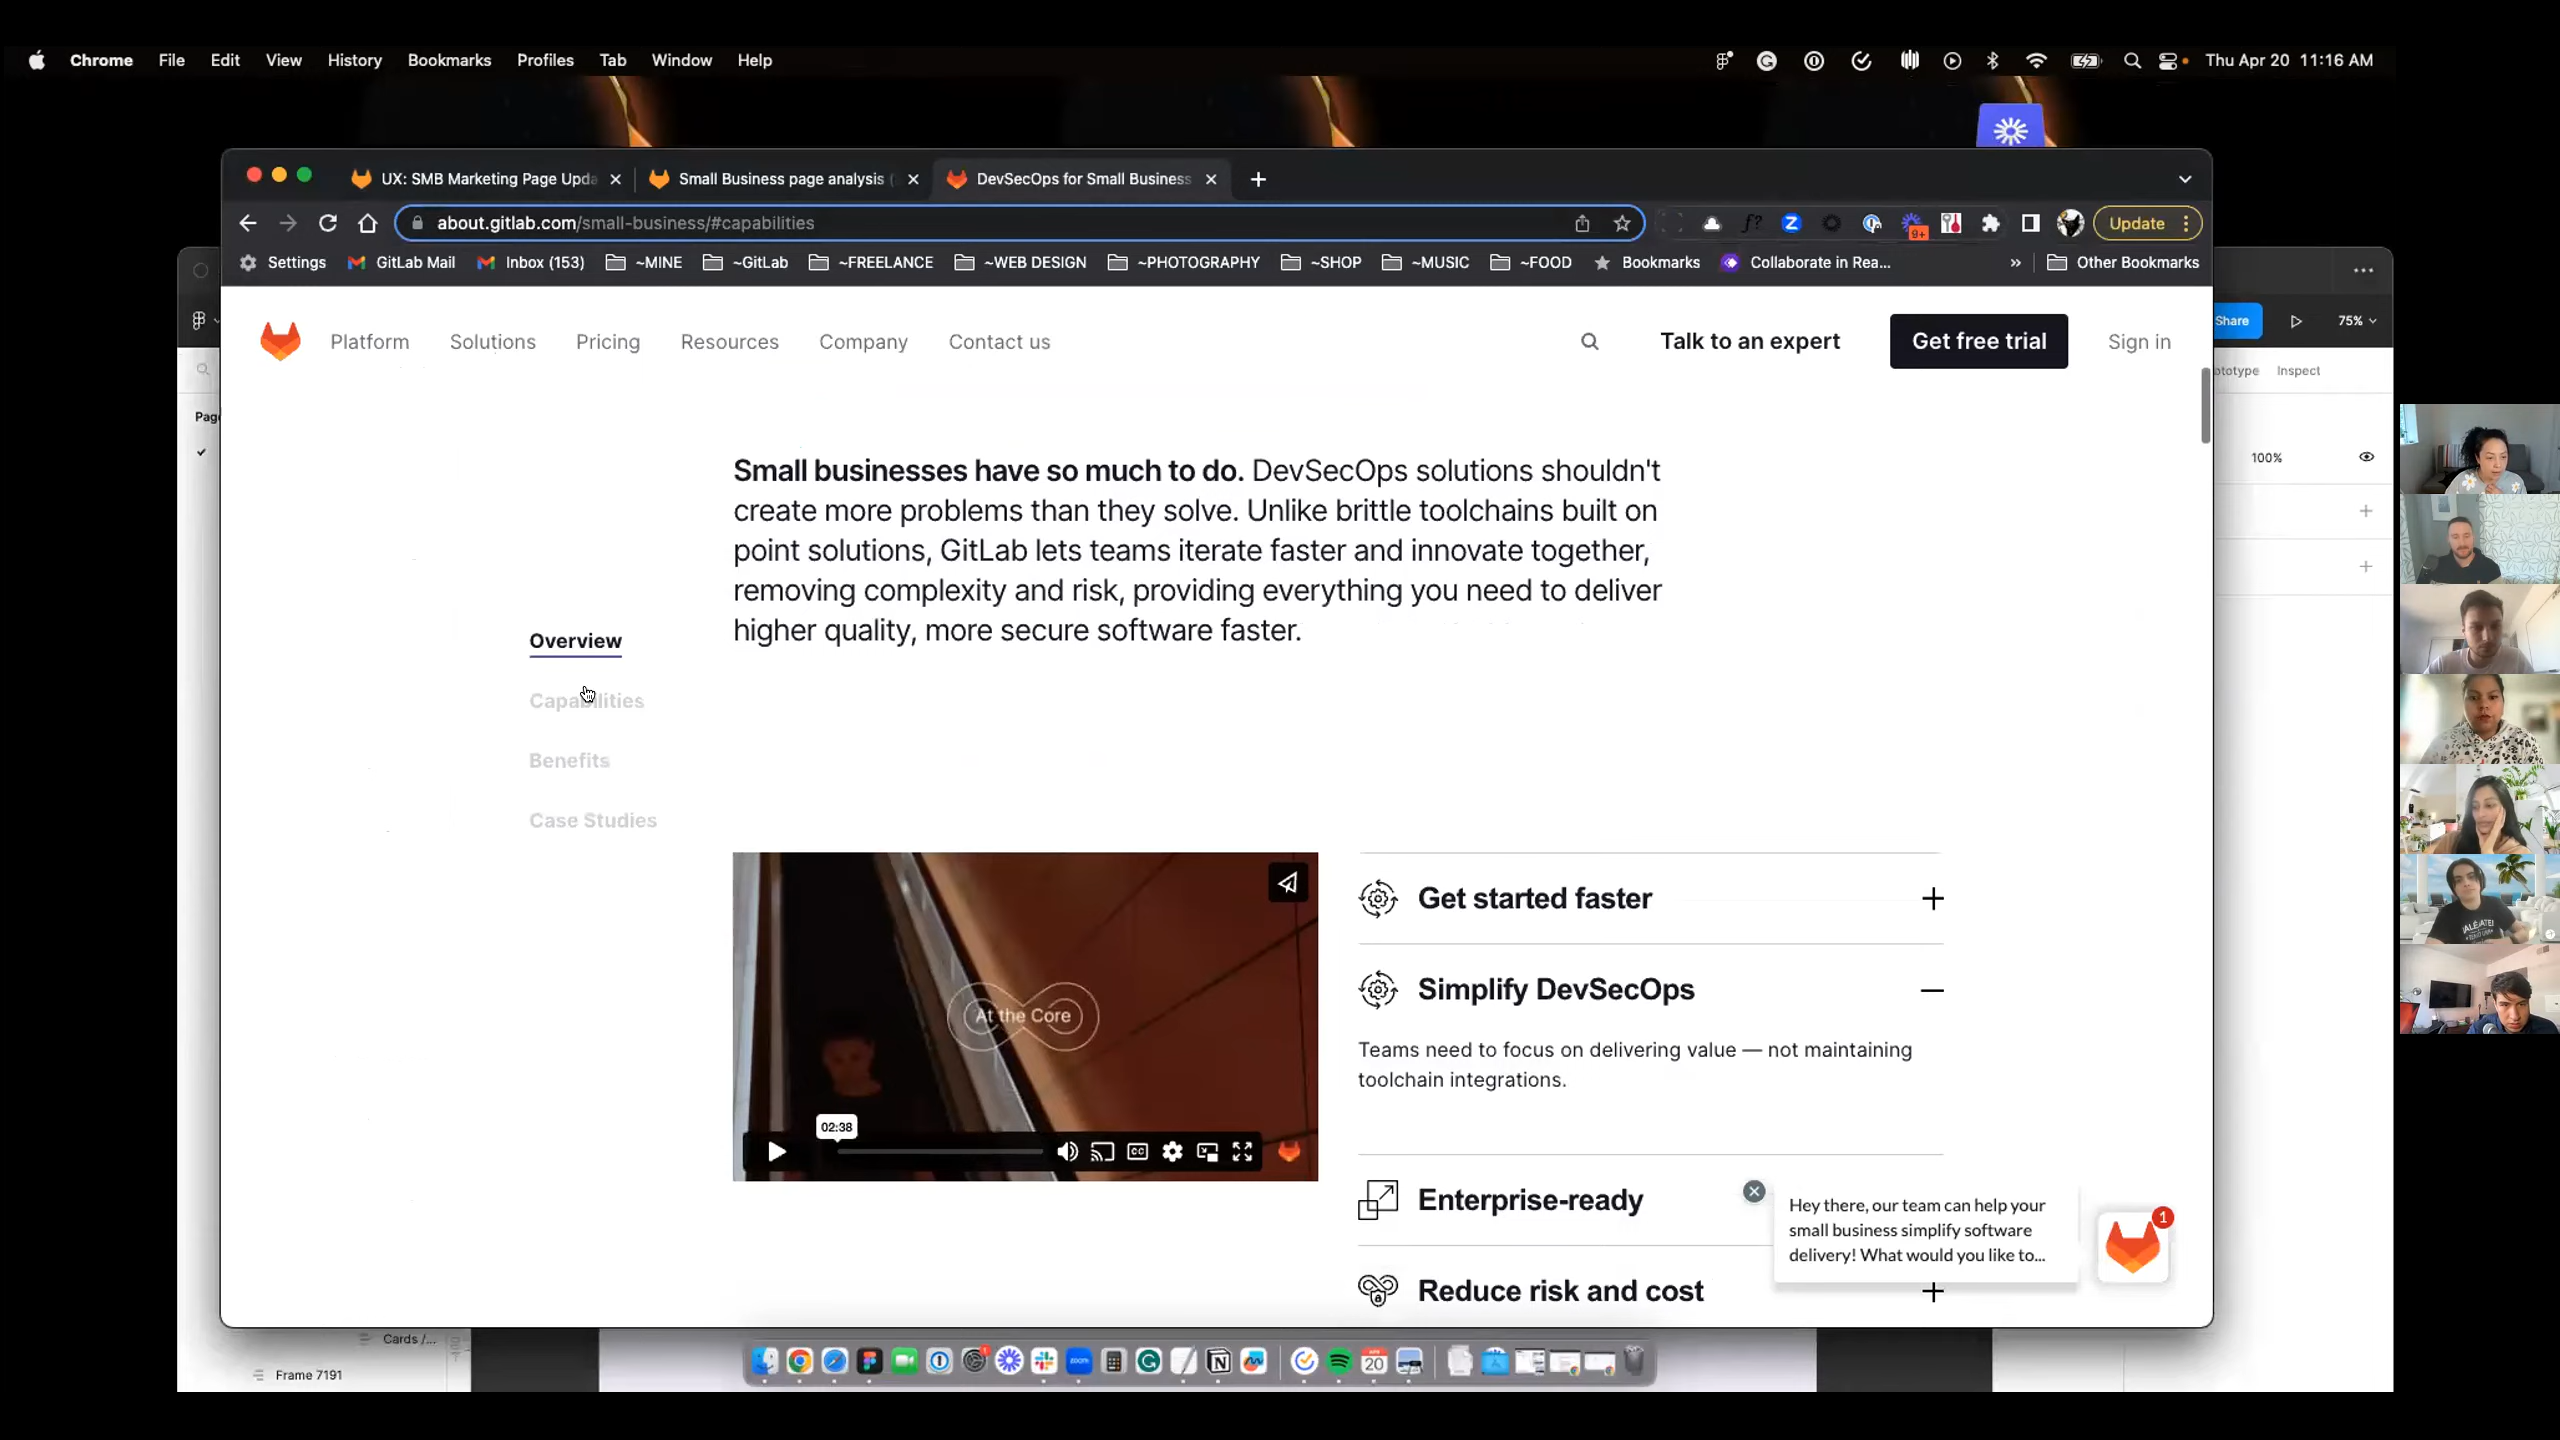 Chrome File Edit View History Bookmarks Profiles Tab Window Help Thu Apr 20 11:16 AM
UX: SMB Marketing Page Upda
Small Business page analysis (
DevSecOps for Small Business
about.gitlab.com/small-business/#capabilities
9+
Update
Settings GitLab Mail Inbox (153) ~MINE ~GitLab ~FREELANCE ~WEB DESIGN ~PHOTOGRAPHY ~SHOP ~MUSIC ~FOOD Bookmarks Collaborate in Rea... » Other Bookmarks
Platform Solutions Pricing Resources Company Contact us Talk to an expert Get free trial Sign in
Share 75%
ototype Inspect
Page
100%
Small businesses have so much to do. DevSecOps solutions shouldn't
create more problems than they solve. Unlike brittle toolchains built on
point solutions, GitLab lets teams iterate faster and innovate together,
removing complexity and risk, providing everything you need to deliver
higher quality, more secure software faster.
Overview
Capabilities
Benefits
Case Studies
At the Core
02:38
CC
Get started faster
Simplify DevSecOps
Teams need to focus on delivering value — not maintaining
toolchain integrations.
Enterprise-ready
Reduce risk and cost
Hey there, our team can help your
small business simplify software
delivery! What would you like to...
1
Cards /...
Frame 7191
zoom
20